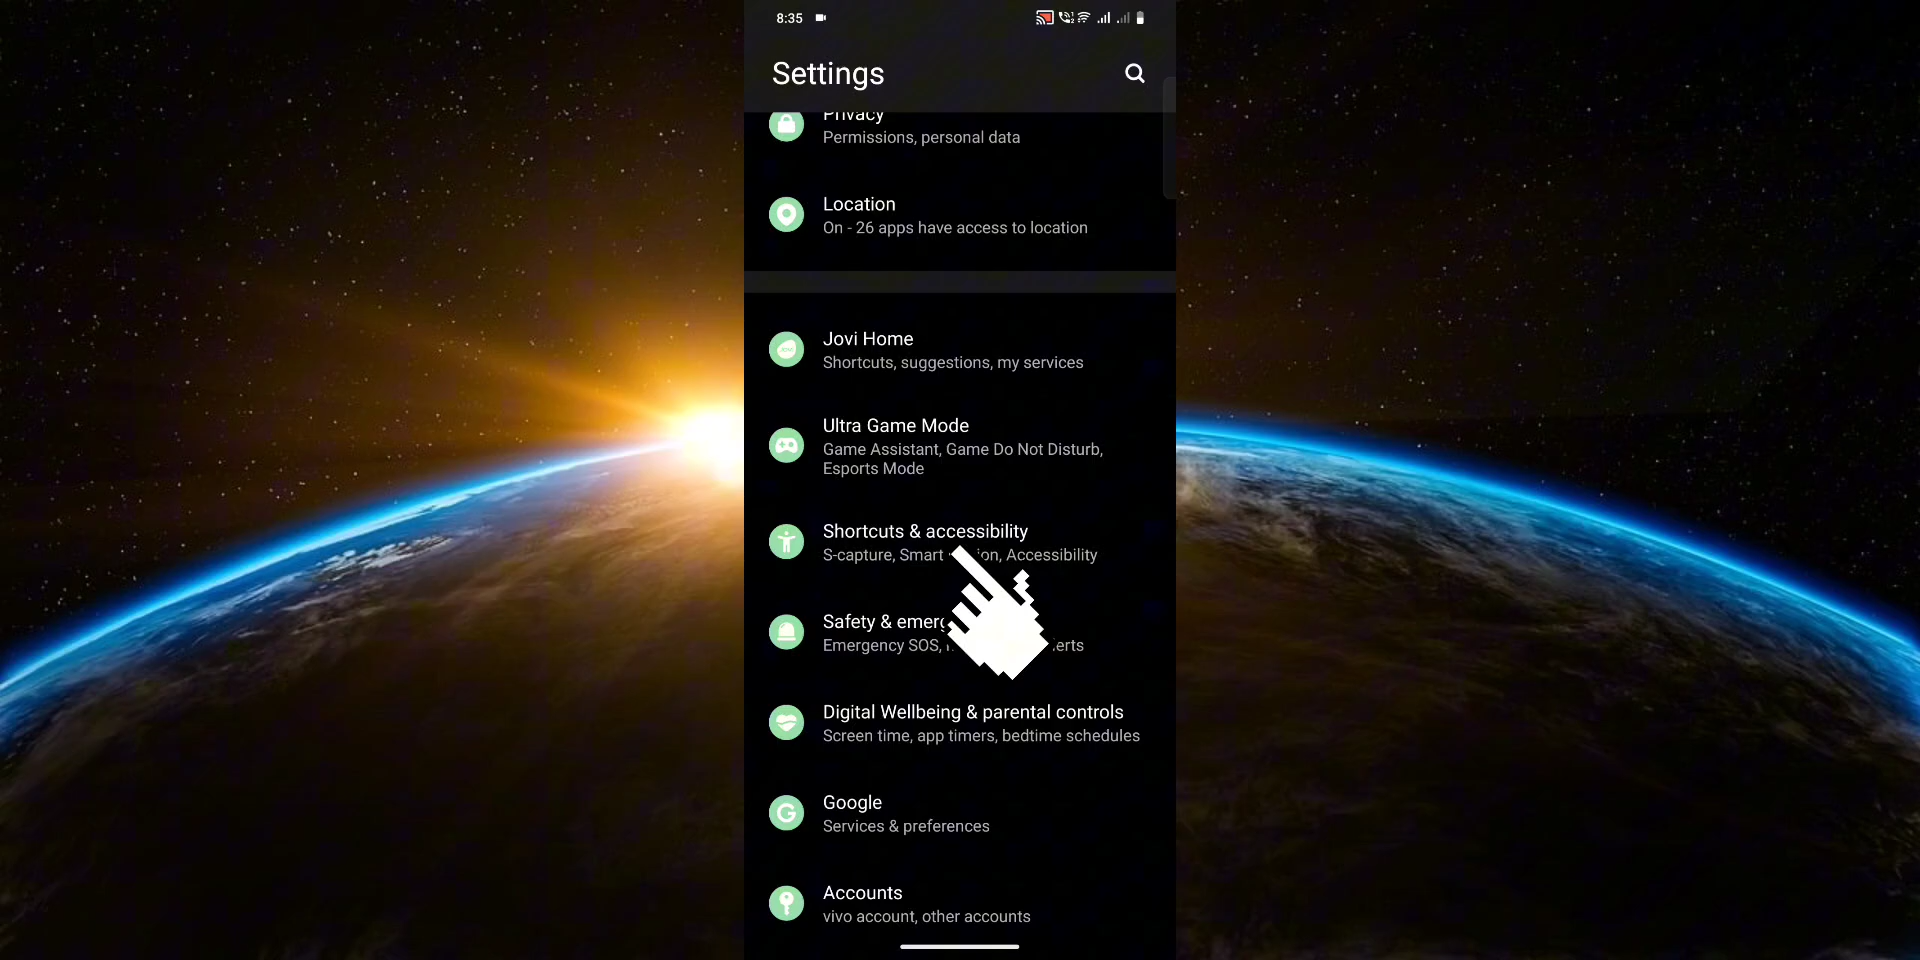 8:35
Settings
Privacy
Permissions, personal data
Location
On - 26 apps have access to location
Jovi Home
Shortcuts, suggestions, my services
Ultra Game Mode
Game Assistant, Game Do Not Disturb,
Esports Mode
Shortcuts & accessibility
S-capture, Smart Accessibility
Safety &
Emergency SOS,
Digital Wellbeing & parental controls
Screen time, app timers, bedtime schedules
Google
Services & preferences
Accounts
vivo account, other accounts